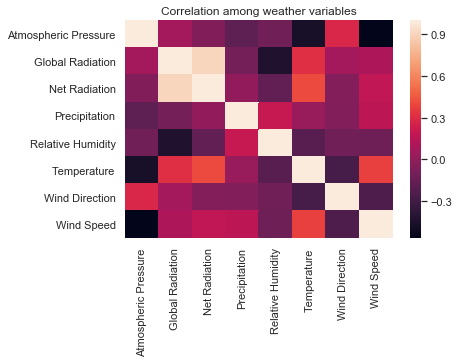 Correlation among weather variables
Atmospheric Pressure
Global Radiation
Net Radiation
Precipitation
Relative Humidity
Temperature
Wind Direction
Wind Speed
0.9
0.6
0.3
0.0
−0.3
Atmospheric Pressure
Global Radiation
Net Radiation
Precipitation
Relative Humidity
Temperature
Wind Direction
Wind Speed